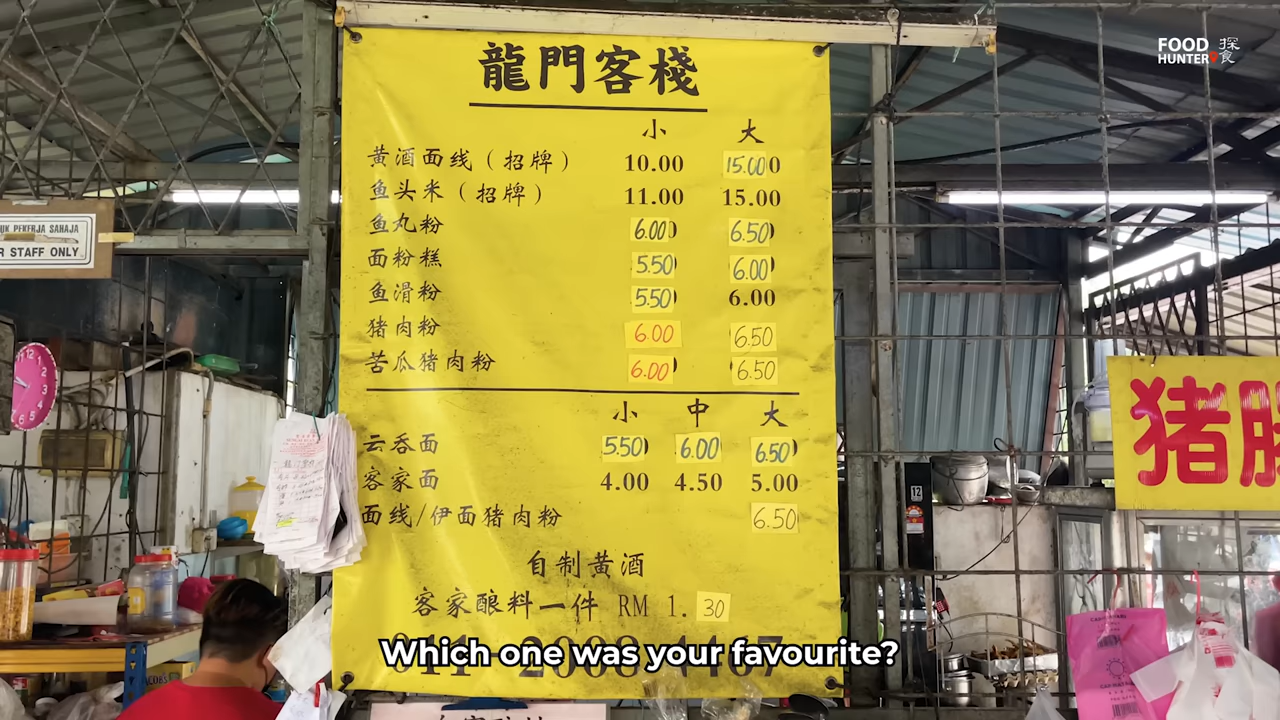 FOOD
HUNTER
探食
龍門客棧
小 大
黄酒面线（招牌） 10.00 15.00
鱼头米（招牌） 11.00 15.00
鱼丸粉 6.00 6.50
面粉糕 5.50 6.00
鱼滑粉 5.50 6.00
猪肉粉 6.00 6.50
苦瓜猪肉粉 6.00 6.50
小 中 大
云吞面 5.50 6.00 6.50
客家面 4.00 4.50 5.00
面线/伊面猪肉粉 6.50
自制黄酒
客家酿料一件 RM 1.30
Which one was your favourite?
UK PEKERJA SAHAJA
R STAFF ONLY
猪
12